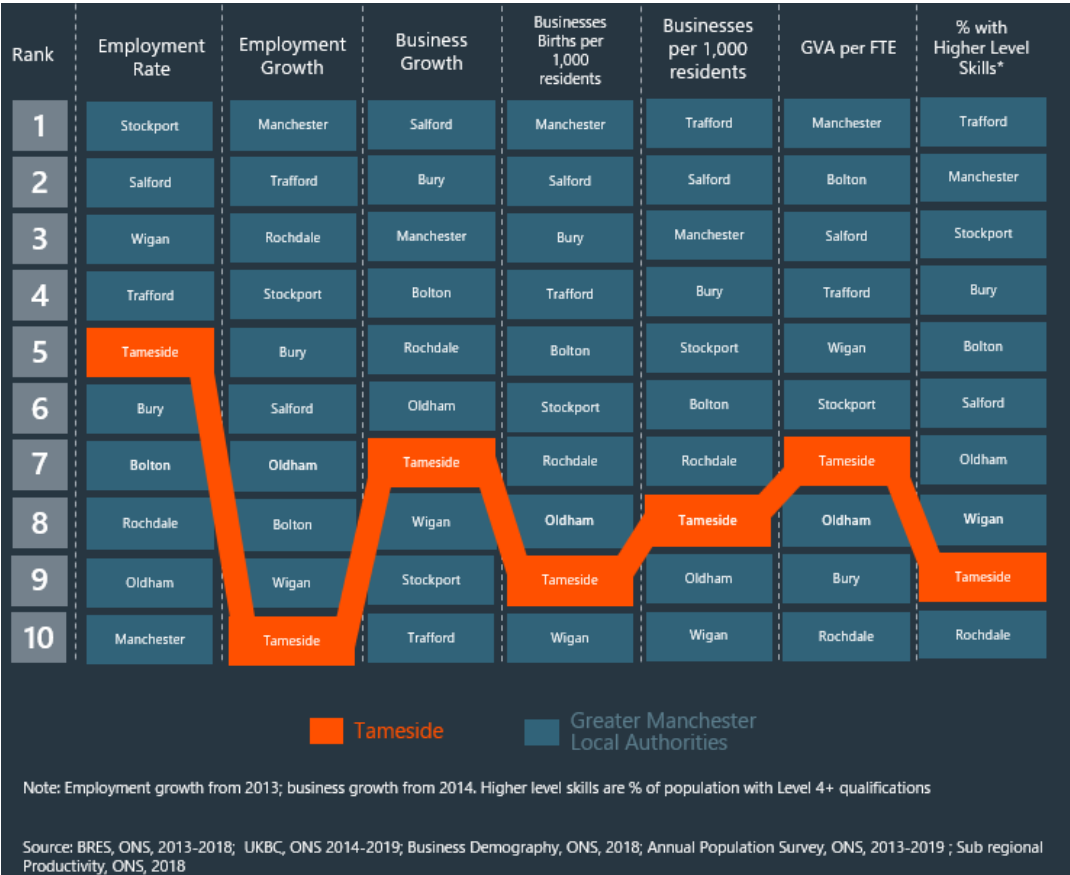 Rank
Employment
Rate
Employment
Growth
Business
Growth
Businesses
Births per
1,000
residents
Businesses
per 1,000
residents
GVA per FTE
% with
Higher Level
Skills*
1 Stockport Manchester Salford Manchester Trafford Manchester Trafford
2 Salford Trafford Bury Salford Salford Bolton Manchester
3 Wigan Rochdale Manchester Bury Manchester Salford Stockport
4 Trafford Stockport Bolton Trafford Bury Trafford Bury
5 Tameside Bury Rochdale Bolton Stockport Wigan Bolton
6 Bury Salford Oldham Stockport Bolton Stockport Salford
7 Bolton Oldham Tameside Rochdale Rochdale Tameside Oldham
8 Rochdale Bolton Wigan Oldham Tameside Oldham Wigan
9 Oldham Wigan Stockport Tameside Oldham Bury Tameside
10 Manchester Tameside Trafford Wigan Wigan Rochdale Rochdale
Tameside
Greater Manchester
Local Authorities
Note: Employment growth from 2013; business growth from 2014. Higher level skills are % of population with Level 4+ qualifications
Source: BRES, ONS, 2013-2018; UKBC, ONS 2014-2019; Business Demography, ONS, 2018; Annual Population Survey, ONS, 2013-2019 ; Sub regional
Productivity, ONS, 2018